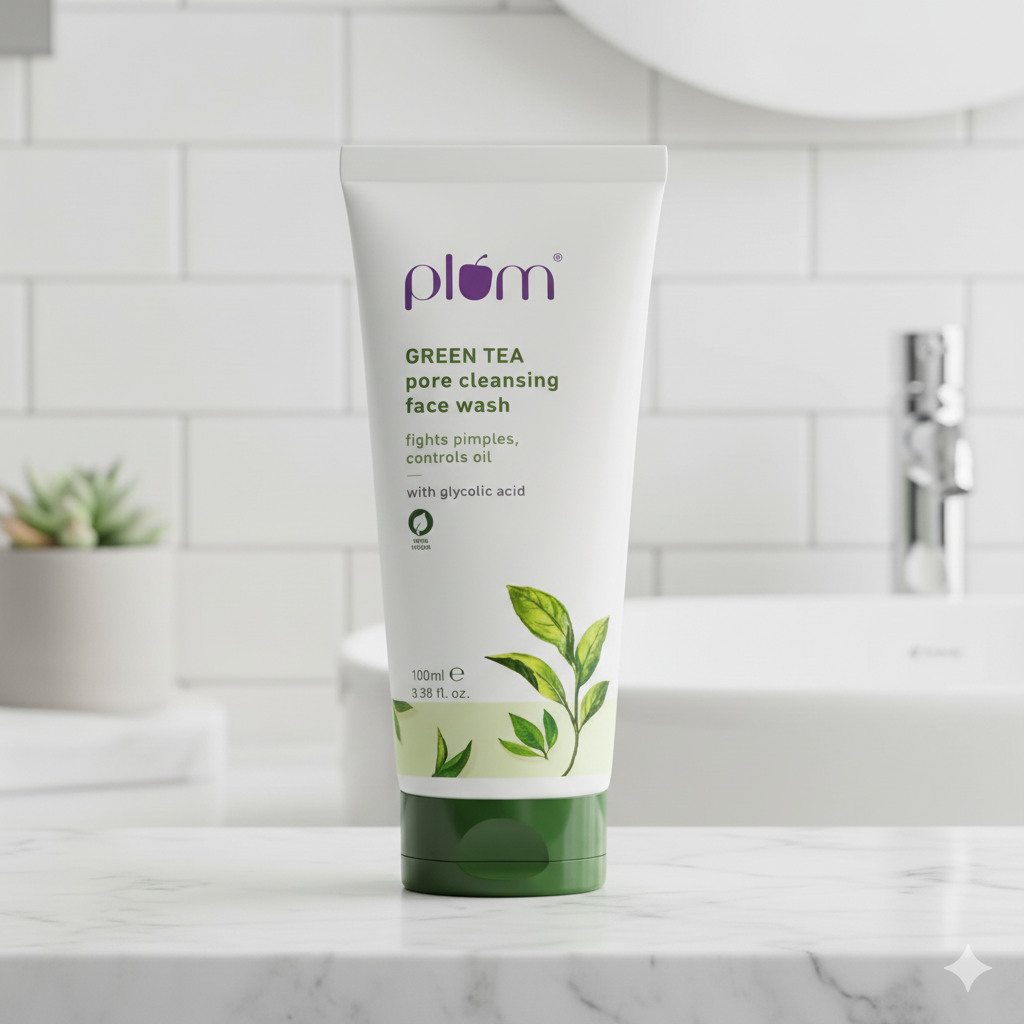 plum®
GREEN TEA
pore cleansing
face wash
fights pimples,
controls oil
with glycolic acid
100ml ℮
3.38 fl. oz.